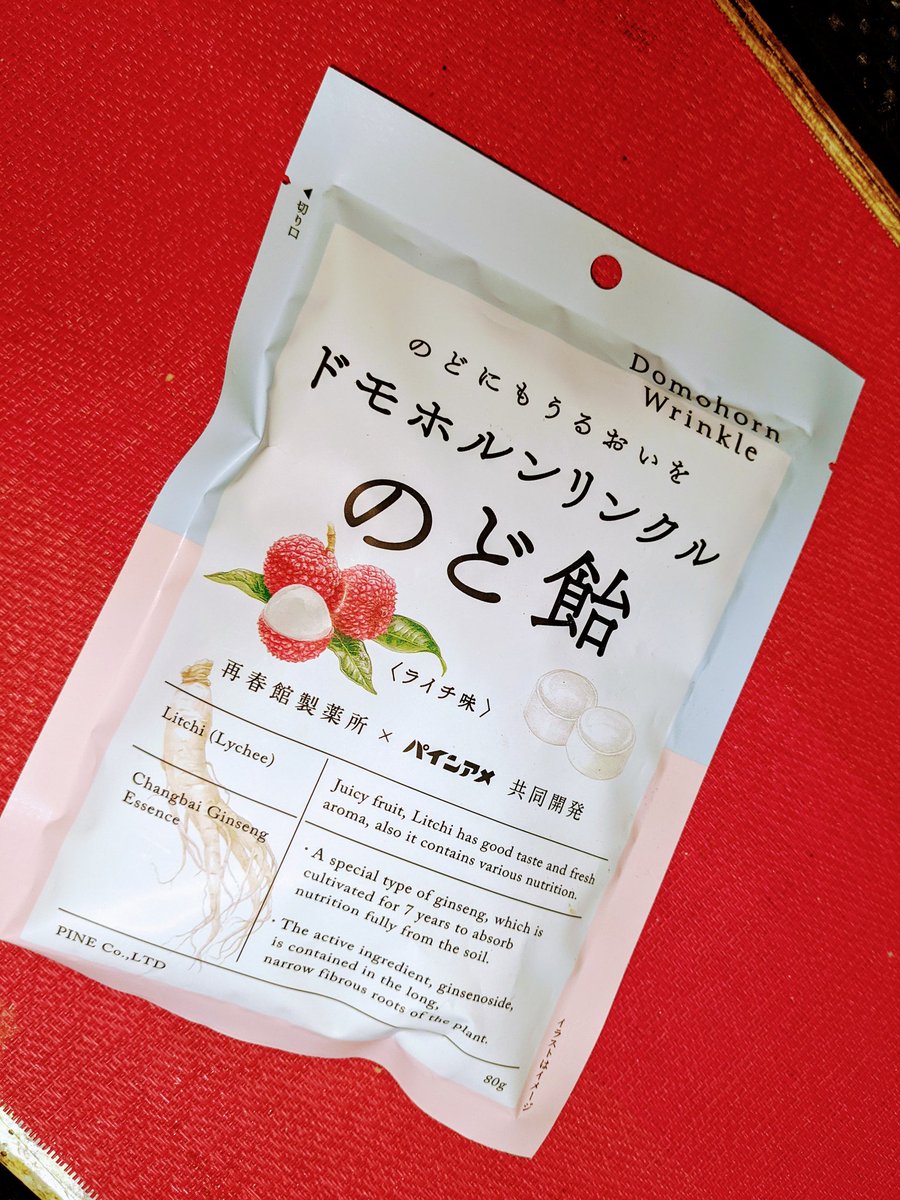 ◀切り口
Domohorn
Wrinkle
のどにもうるおいを
ドモホルンリンクル
のど飴
〈ライチ味〉
再春館製薬所 × パインアメ 共同開発
Litchi (Lychee)
Juicy fruit, Litchi has good taste and fresh
aroma, also it contains various nutrition.
Changbai Ginseng
Essence
・A special type of ginseng, which is
cultivated for 7 years to absorb
nutrition fully from the soil.
・The active ingredient, ginsenoside,
is contained in the long,
narrow fibrous roots of the plant.
PINE Co.,LTD
80g
イラストはイメージ